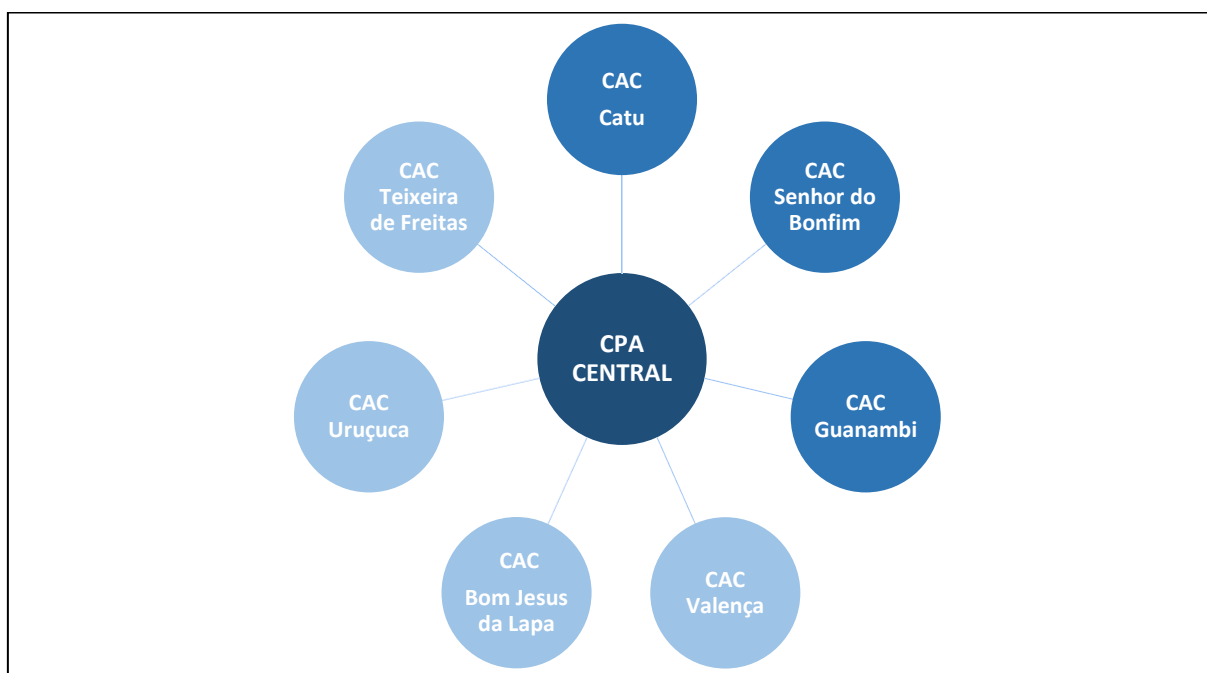 CAC
Catu
CAC
Senhor do
Bonfim
CAC
Guanambi
CAC
Valença
CAC
Bom Jesus
da Lapa
CAC
Uruçuca
CAC
Teixeira
de Freitas
CPA
CENTRAL